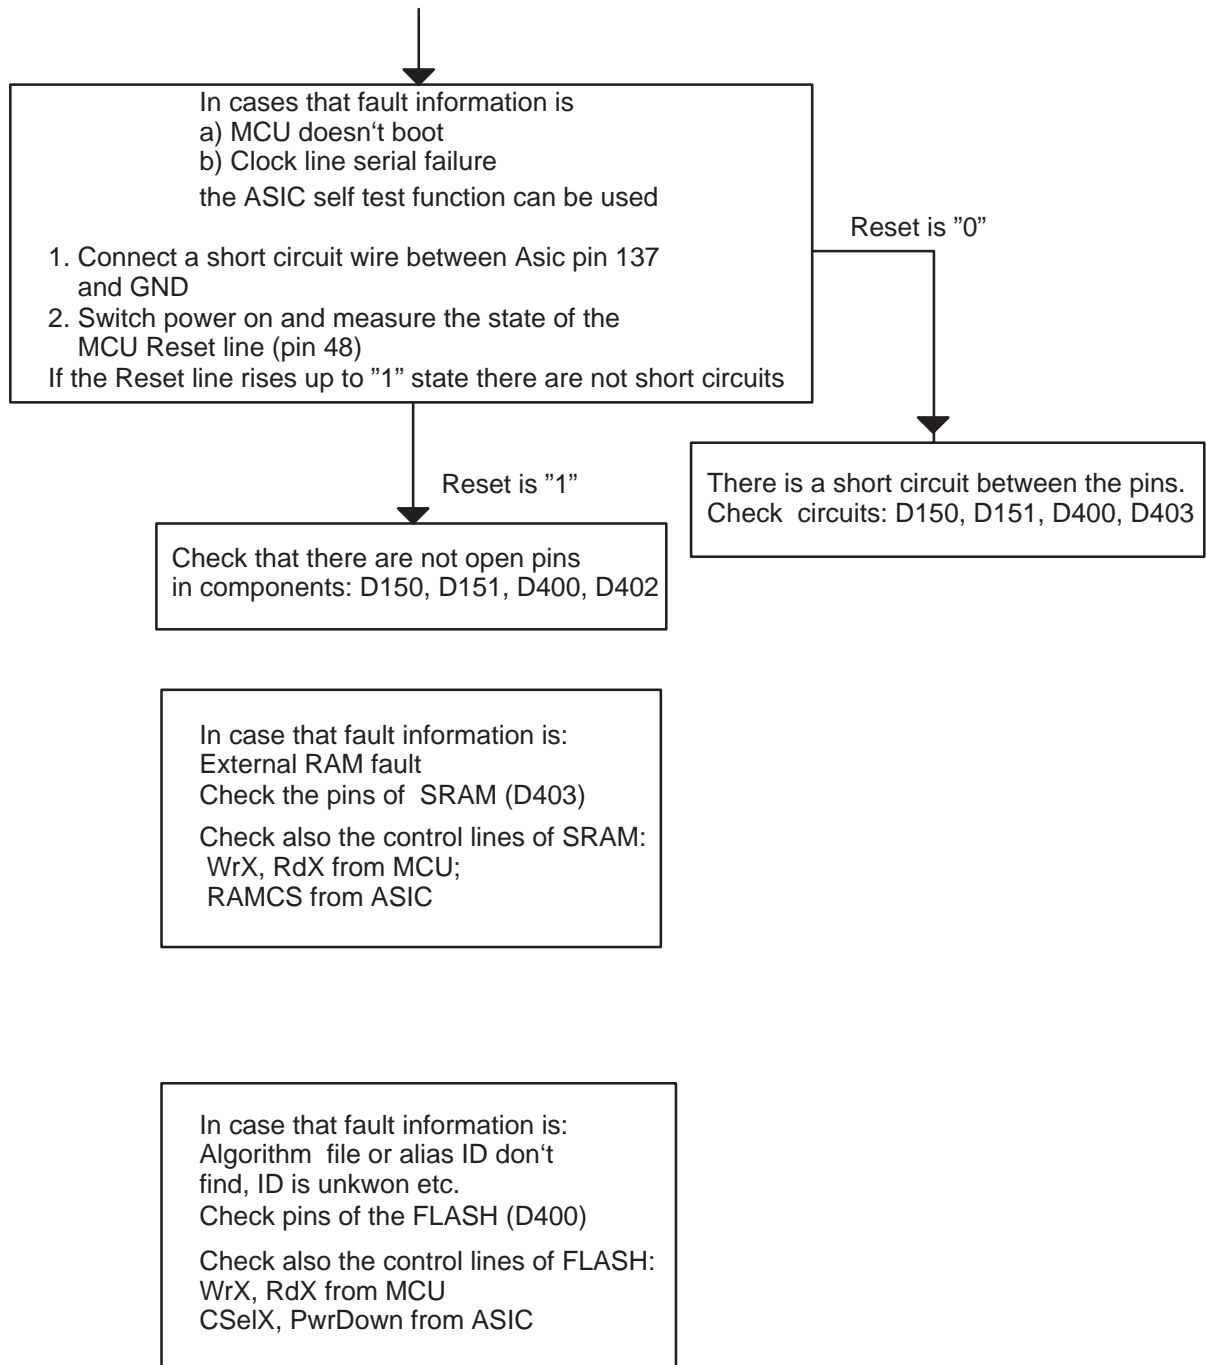 In cases that fault information is
a) MCU doesn‘t boot
b) Clock line serial failure
the ASIC self test function can be used
1. Connect a short circuit wire between Asic pin 137
and GND
2. Switch power on and measure the state of the
MCU Reset line (pin 48)
If the Reset line rises up to ”1” state there are not short circuits
Reset is ”0”
Reset is ”1”
There is a short circuit between the pins.
Check circuits: D150, D151, D400, D403
Check that there are not open pins
in components: D150, D151, D400, D402
In case that fault information is:
External RAM fault
Check the pins of SRAM (D403)
Check also the control lines of SRAM:
WrX, RdX from MCU;
RAMCS from ASIC
In case that fault information is:
Algorithm file or alias ID don‘t
find, ID is unkwon etc.
Check pins of the FLASH (D400)
Check also the control lines of FLASH:
WrX, RdX from MCU
CSelX, PwrDown from ASIC